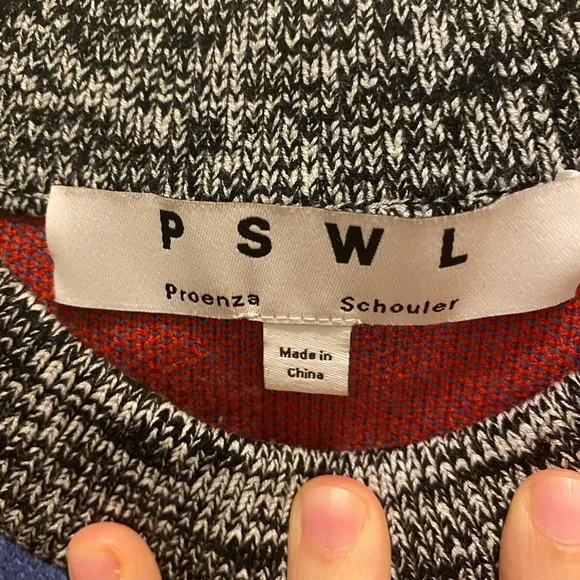 P S W L
Proenza Schouler
Made in
China